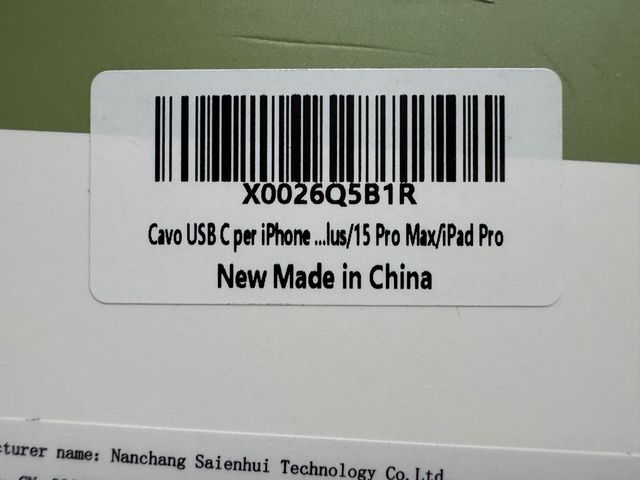 X0026Q5B1R
Cavo USB C per iPhone ...lus/15 Pro Max/iPad Pro
New Made in China
cturer name: Nanchang Saienhui Technology Co,Ltd